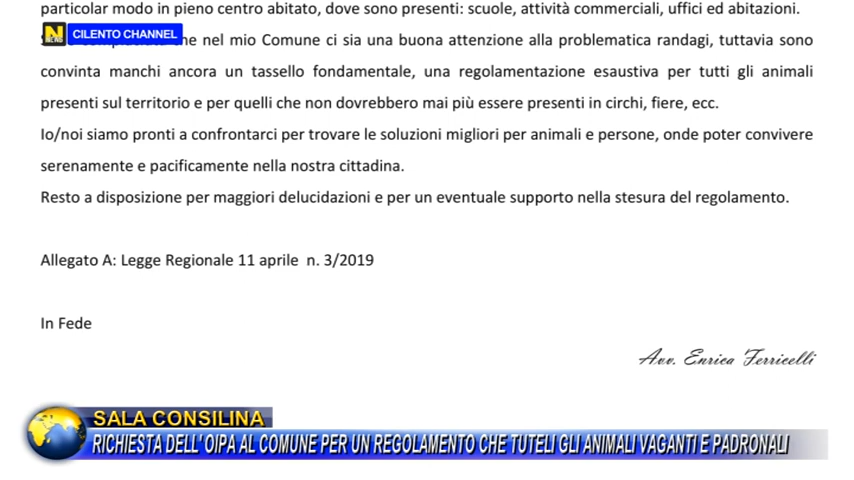 particolar modo in pieno centro abitato, dove sono presenti: scuole, attività commerciali, uffici ed abitazioni.
N NEWS CILENTO CHANNEL
che nel mio Comune ci sia una buona attenzione alla problematica randagi, tuttavia sono
convinta manchi ancora un tassello fondamentale, una regolamentazione esaustiva per tutti gli animali
presenti sul territorio e per quelli che non dovrebbero mai più essere presenti in circhi, fiere, ecc.
Io/noi siamo pronti a confrontarci per trovare le soluzioni migliori per animali e persone, onde poter convivere
serenamente e pacificamente nella nostra cittadina.
Resto a disposizione per maggiori delucidazioni e per un eventuale supporto nella stesura del regolamento.
Allegato A: Legge Regionale 11 aprile n. 3/2019
In Fede
Avv. Enrica Ferricelli
SALA CONSILINA
RICHIESTA DELL'OIPA AL COMUNE PER UN REGOLAMENTO CHE TUTELI GLI ANIMALI VAGANTI E PADRONALI